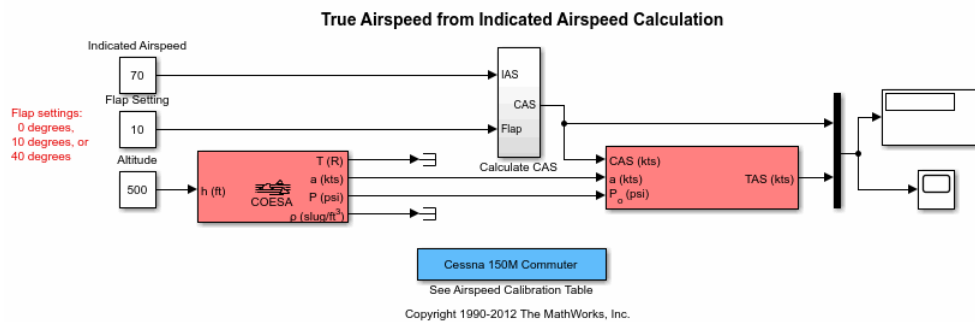 True Airspeed from Indicated Airspeed Calculation
Indicated Airspeed
70
IAS
CAS
Flap
Calculate CAS
Flap Setting
10
Flap settings:
0 degrees,
10 degrees, or
40 degrees
Altitude
500
h (ft)
COESA
T (R)
a (kts)
P (psi)
ρ (slug/ft³)
CAS (kts)
a (kts)
P₀ (psi)
TAS (kts)
Cessna 150M Commuter
See Airspeed Calibration Table
Copyright 1990-2012 The MathWorks, Inc.